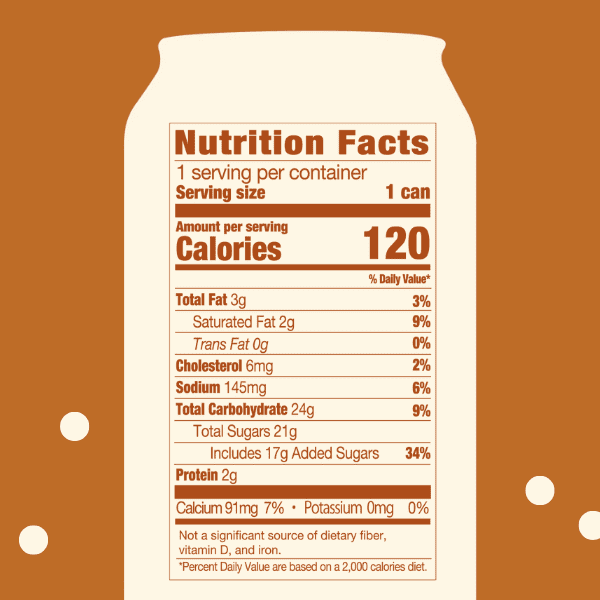 Nutrition Facts
1 serving per container
Serving size 1 can
Amount per serving
Calories 120
% Daily Value*
Total Fat 3g 3%
Saturated Fat 2g 9%
Trans Fat 0g 0%
Cholesterol 6mg 2%
Sodium 145mg 6%
Total Carbohydrate 24g 9%
Total Sugars 21g
Includes 17g Added Sugars 34%
Protein 2g
Calcium 91mg 7% • Potassium 0mg 0%
Not a significant source of dietary fiber,
vitamin D, and iron.
*Percent Daily Value are based on a 2,000 calories diet.